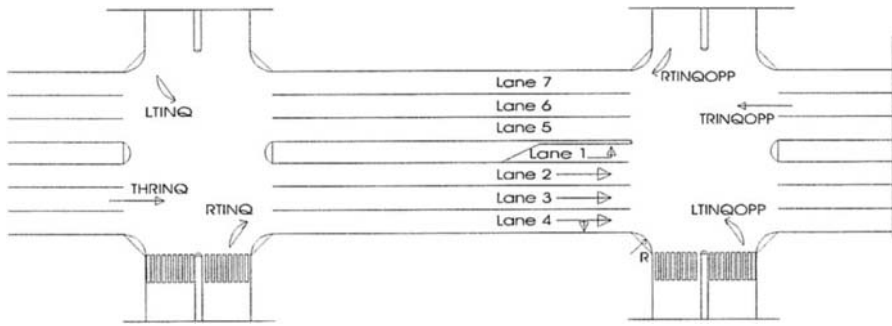 Lane 7
RTINQOPP
LTINQ
Lane 6
TRINQOPP
Lane 5
Lane 1
THRINQ
Lane 2
RTINQ
Lane 3
LTINQOPP
Lane 4
R